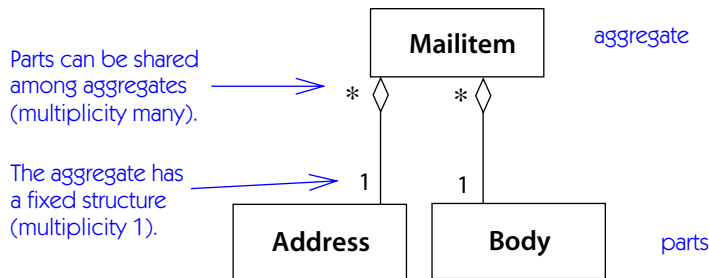 Mailitem
aggregate
Parts can be shared
among aggregates
(multiplicity many).
*
*
The aggregate has
a fixed structure
(multiplicity 1).
1
1
Address
Body
parts